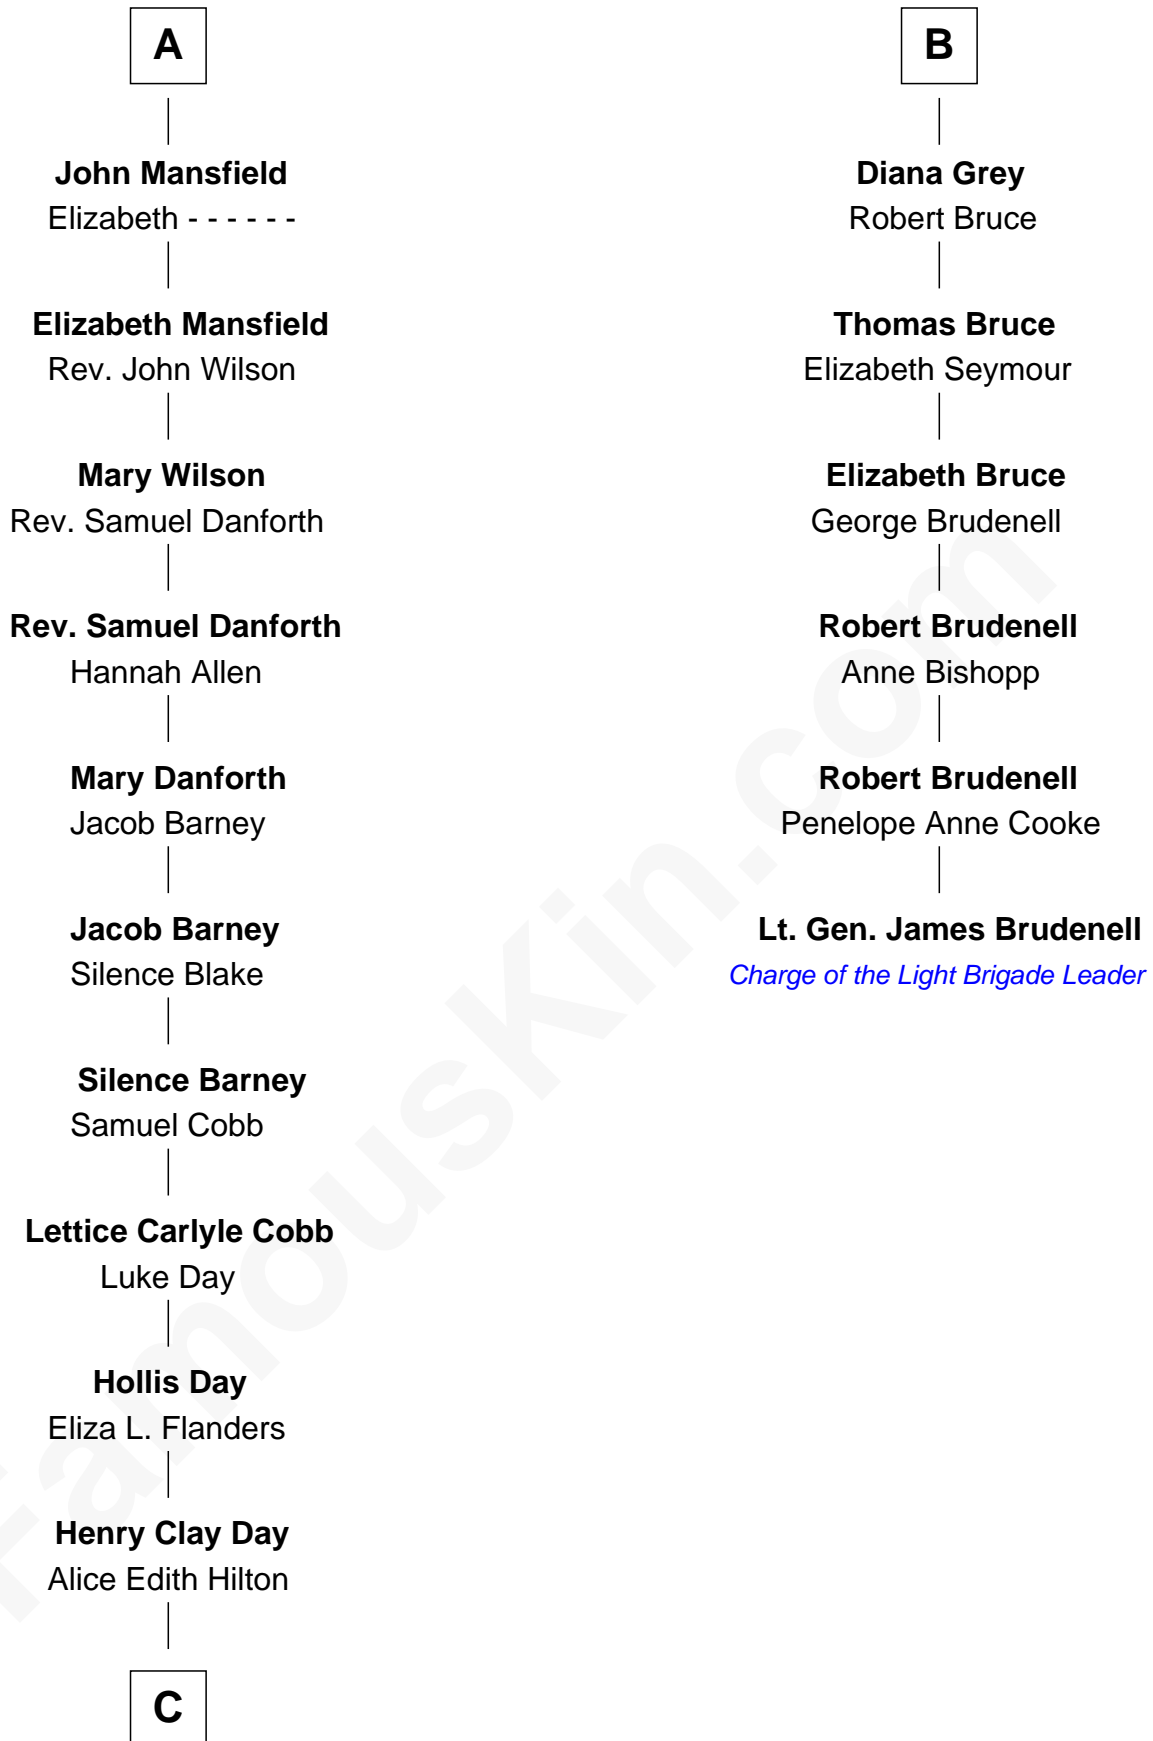 A
John Mansfield
Elizabeth - - - - - -
Elizabeth Mansfield
Rev. John Wilson
Mary Wilson
Rev. Samuel Danforth
Rev. Samuel Danforth
Hannah Allen
Mary Danforth
Jacob Barney
Jacob Barney
Silence Blake
Silence Barney
Samuel Cobb
Lettice Carlyle Cobb
Luke Day
Hollis Day
Eliza L. Flanders
Henry Clay Day
Alice Edith Hilton
C
B
Diana Grey
Robert Bruce
Thomas Bruce
Elizabeth Seymour
Elizabeth Bruce
George Brudenell
Robert Brudenell
Anne Bishopp
Robert Brudenell
Penelope Anne Cooke
Lt. Gen. James Brudenell
Charge of the Light Brigade Leader
FamousKin.com